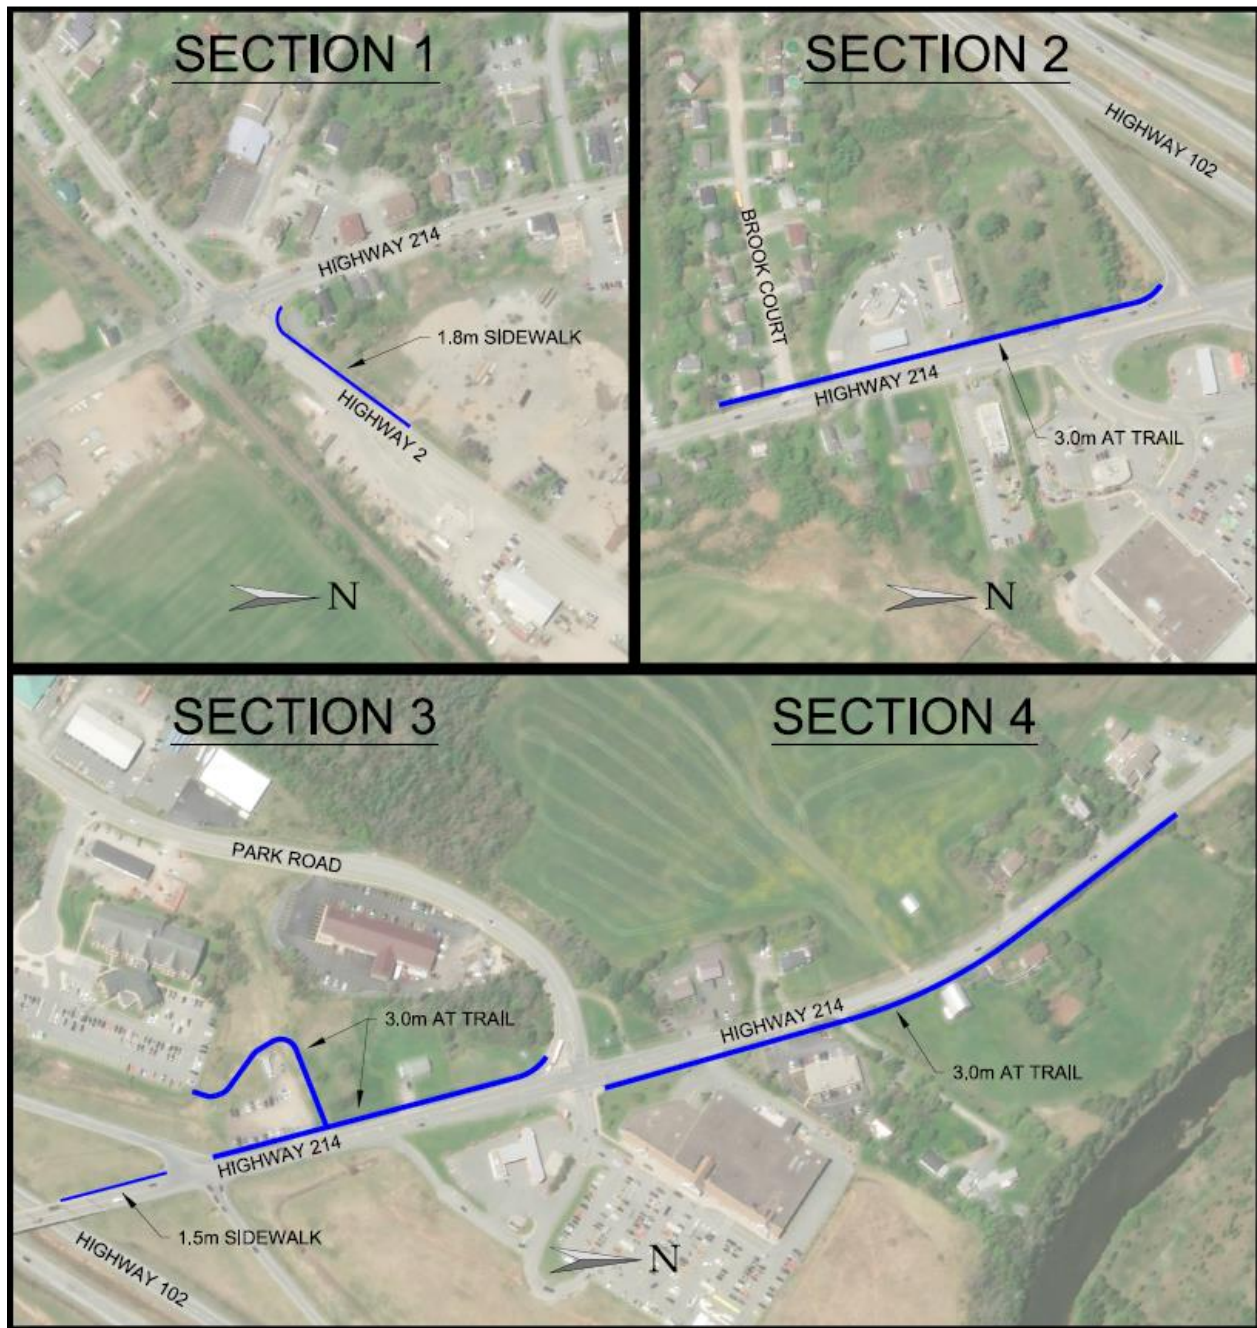 SECTION 1
HIGHWAY 214
1.8m SIDEWALK
HIGHWAY 2
N
SECTION 2
HIGHWAY 102
BROOK COURT
HIGHWAY 214
3.0m AT TRAIL
N
SECTION 3
SECTION 4
PARK ROAD
3.0m AT TRAIL
HIGHWAY 214
HIGHWAY 214
3.0m AT TRAIL
1.5m SIDEWALK
HIGHWAY 102
N